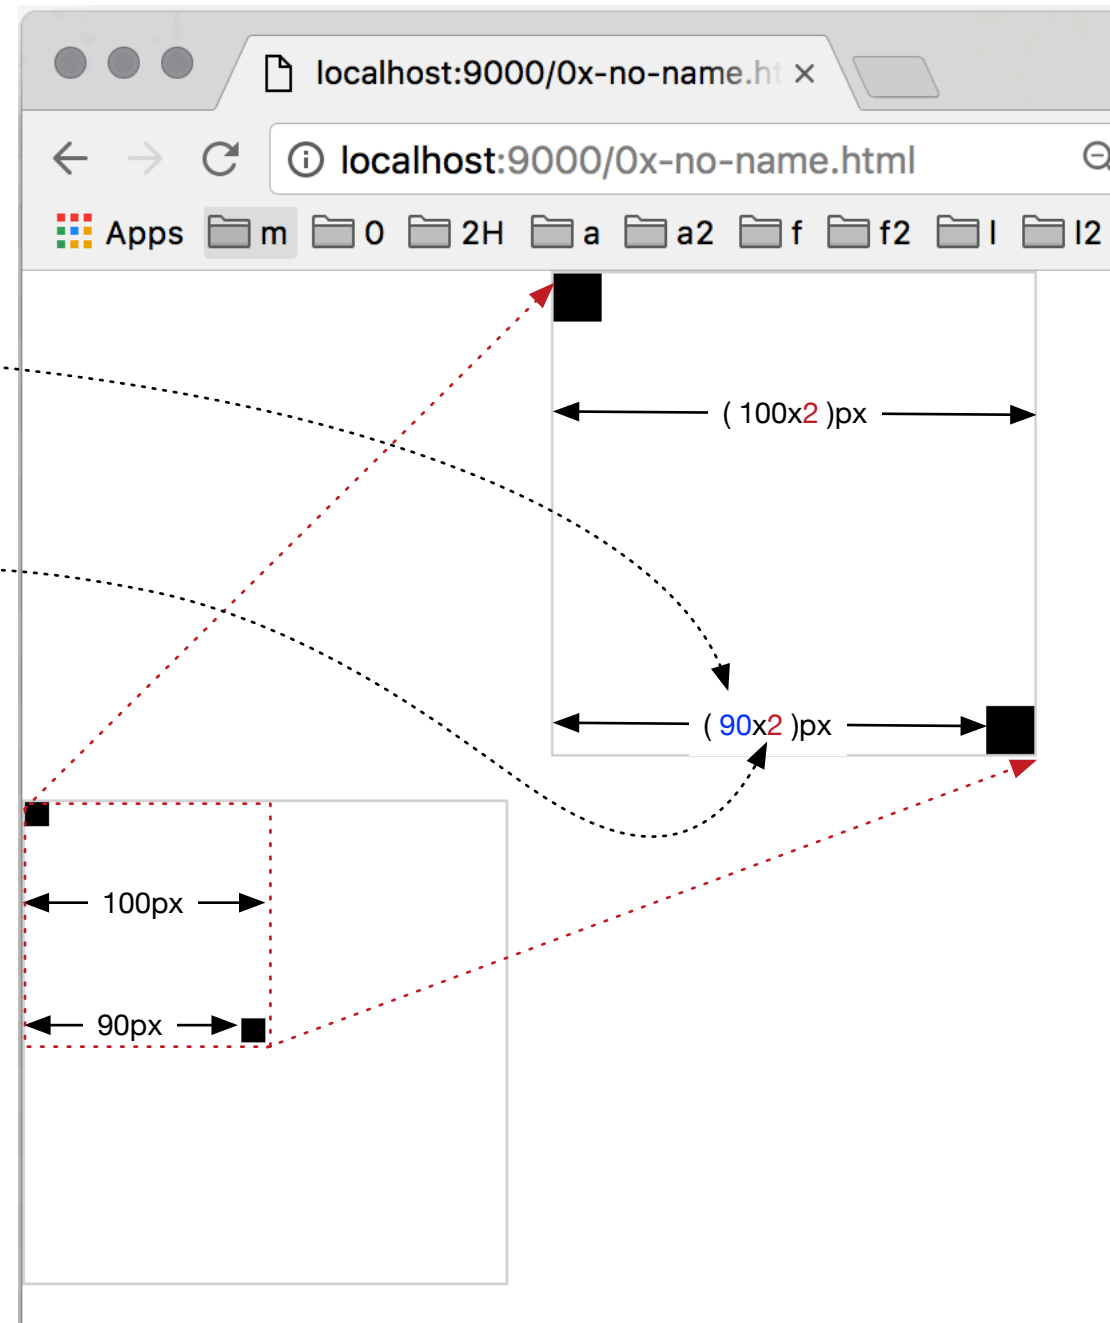 localhost:9000/0x-no-name.ht
localhost:9000/0x-no-name.html
Apps m 0 2H a a2 f f2 l l2
( 100x2 )px
( 90x2 )px
100px
90px